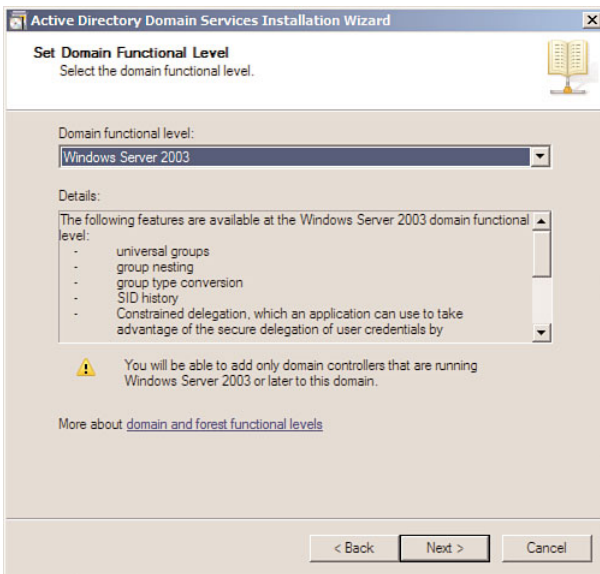 Active Directory Domain Services Installation Wizard
Set Domain Functional Level
Select the domain functional level.
Domain functional level:
Windows Server 2003
Details:
The following features are available at the Windows Server 2003 domain functional
level:
- universal groups
- group nesting
- group type conversion
- SID history
- Constrained delegation, which an application can use to take
advantage of the secure delegation of user credentials by
You will be able to add only domain controllers that are running
Windows Server 2003 or later to this domain.
More about domain and forest functional levels
< Back Next > Cancel